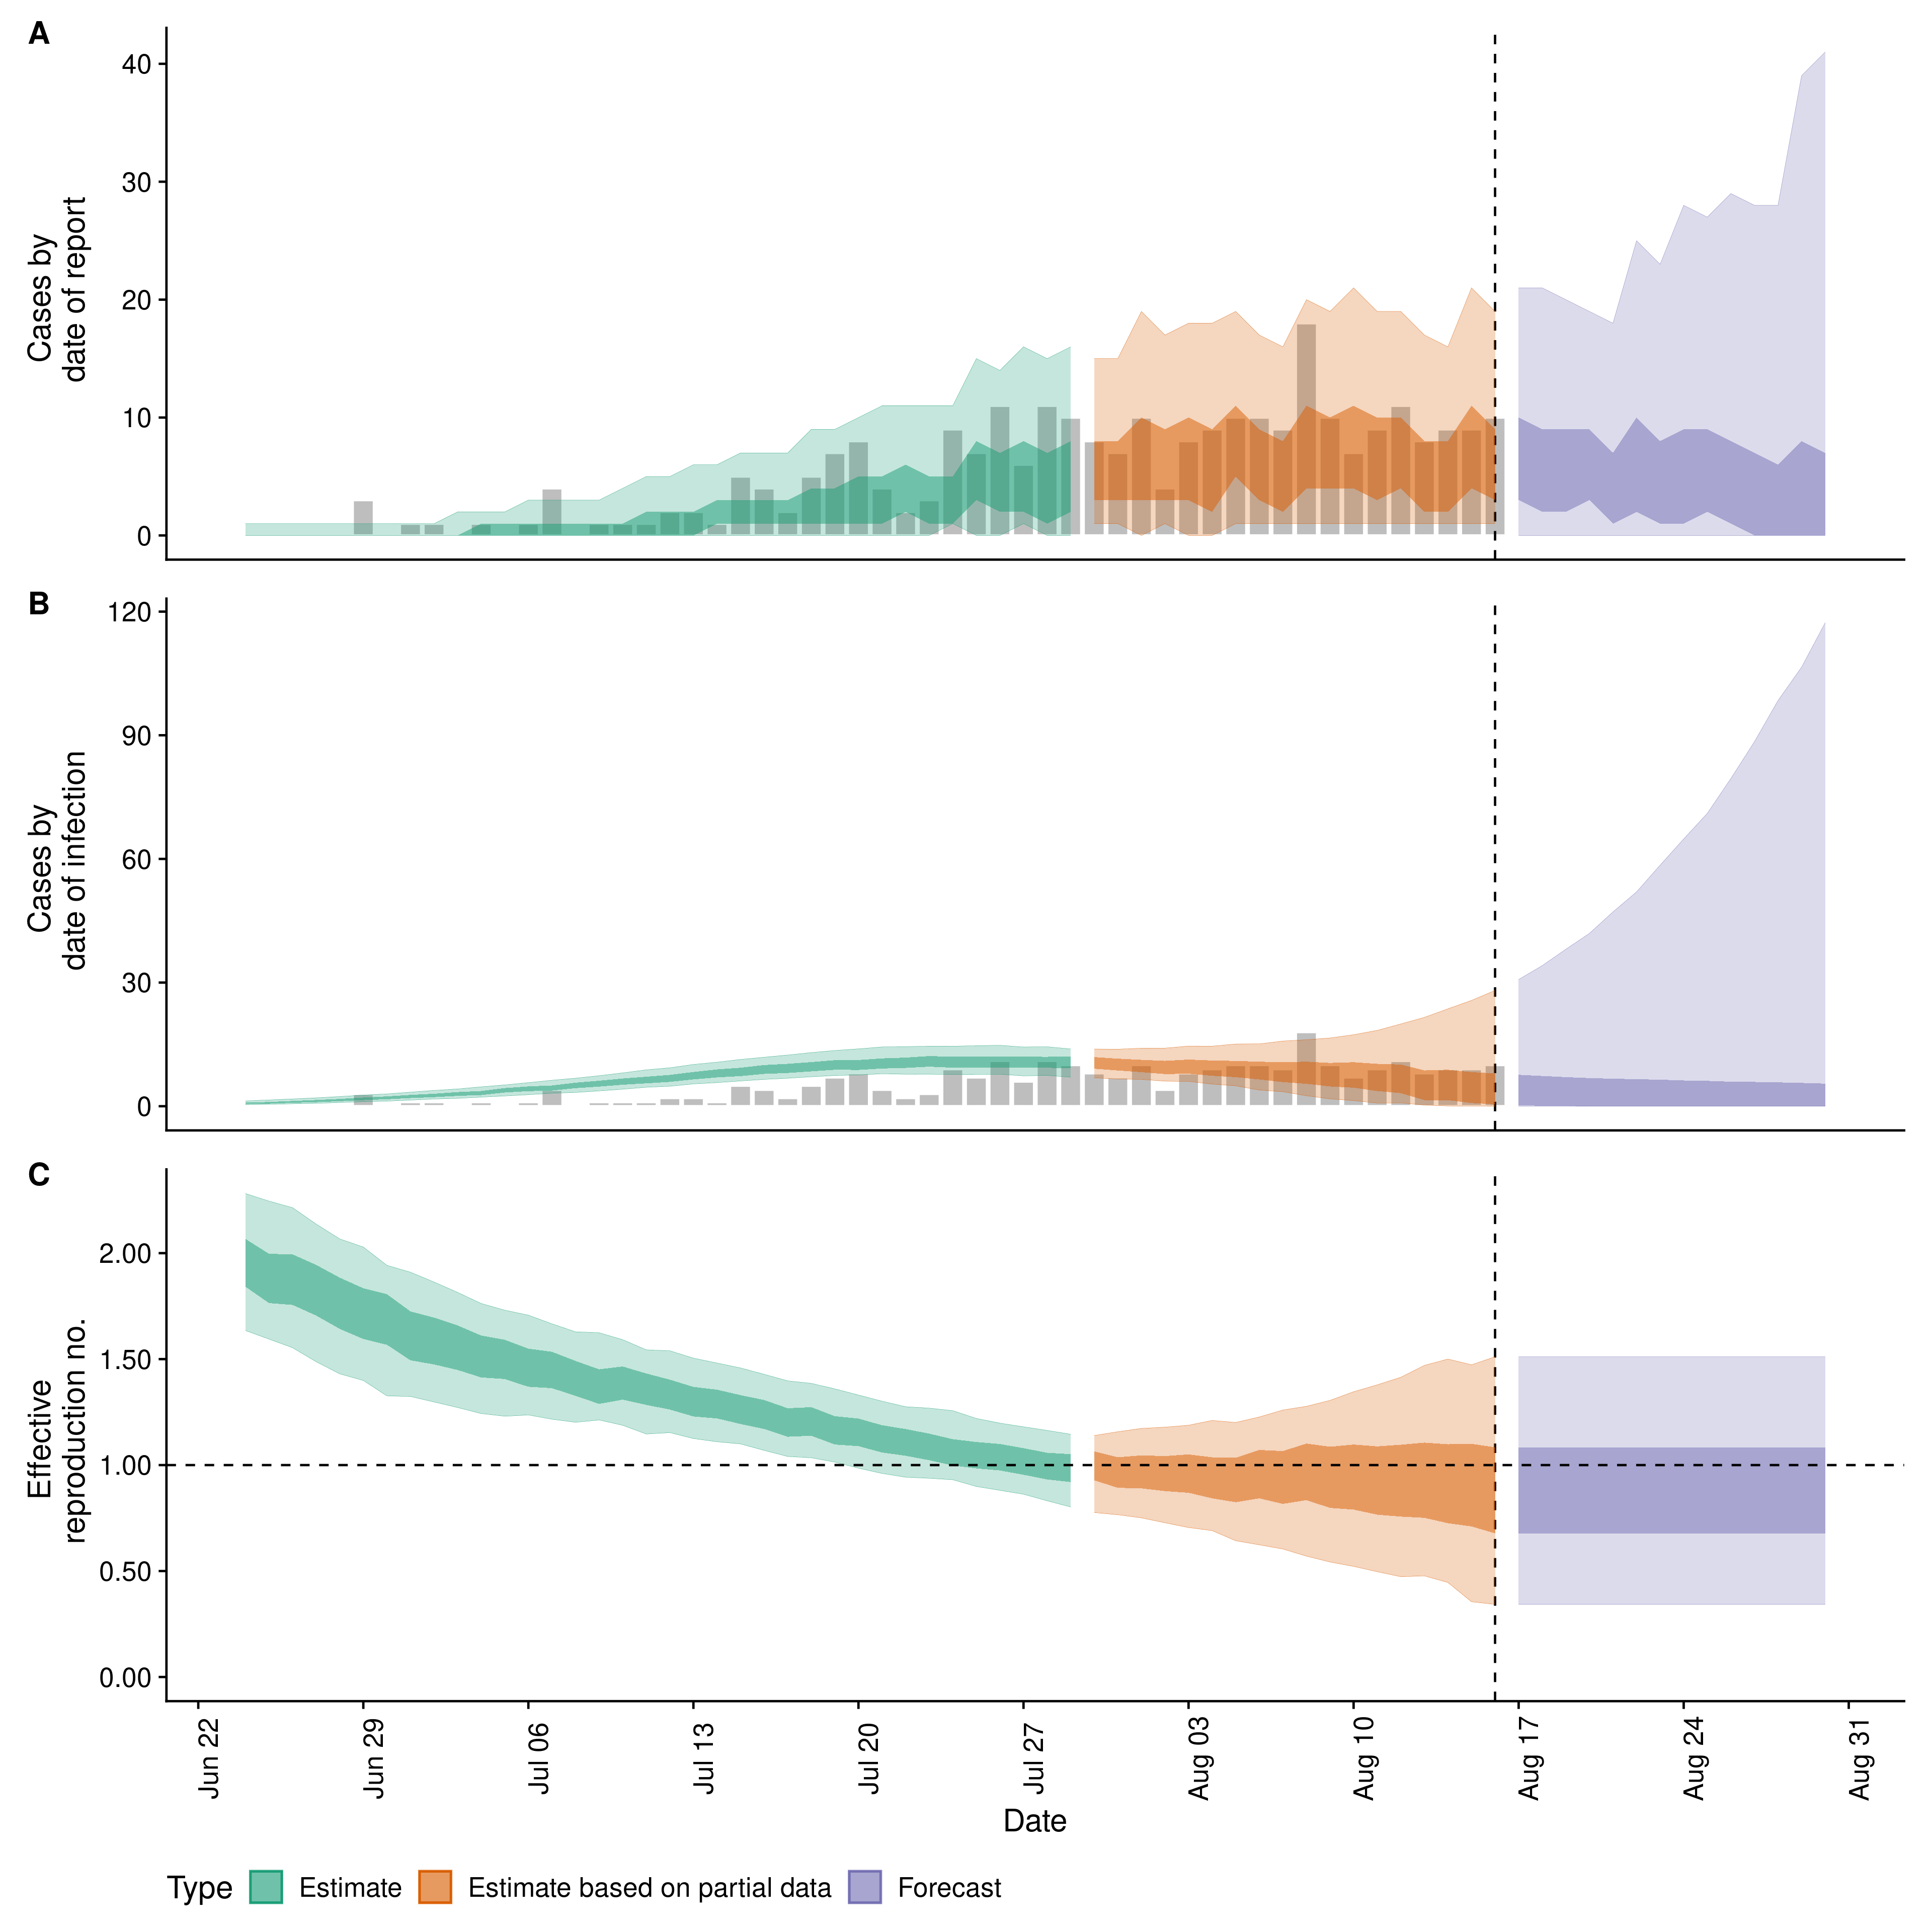 A
Cases by
date of report
40
30
20
10
0
B
Cases by
date of infection
120
90
60
30
0
C
Effective
reproduction no.
2.00
1.50
1.00
0.50
0.00
Jun 22
Jun 29
Jul 06
Jul 13
Jul 20
Jul 27
Aug 03
Aug 10
Aug 17
Aug 24
Aug 31
Date
Type Estimate Estimate based on partial data Forecast